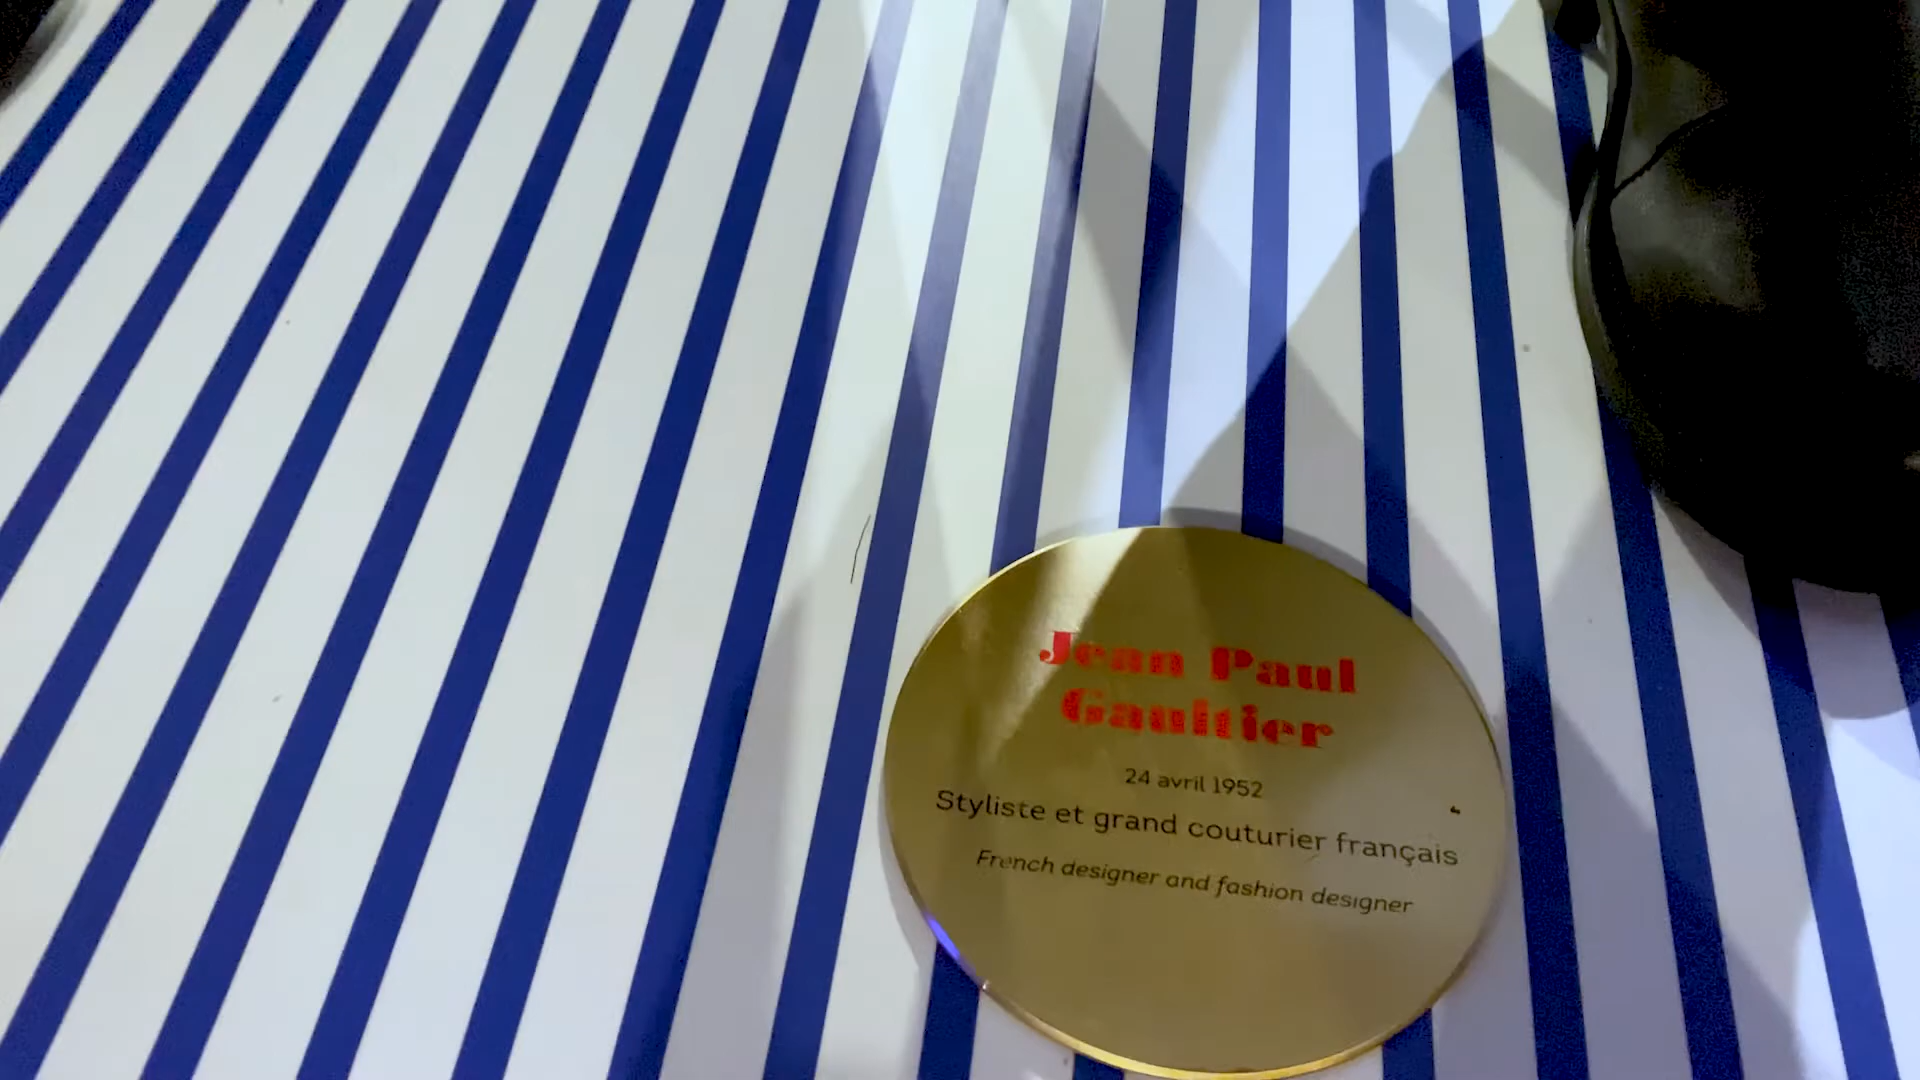 Jean Paul
Gaultier
24 avril 1952
Styliste et grand couturier français
French designer and fashion designer